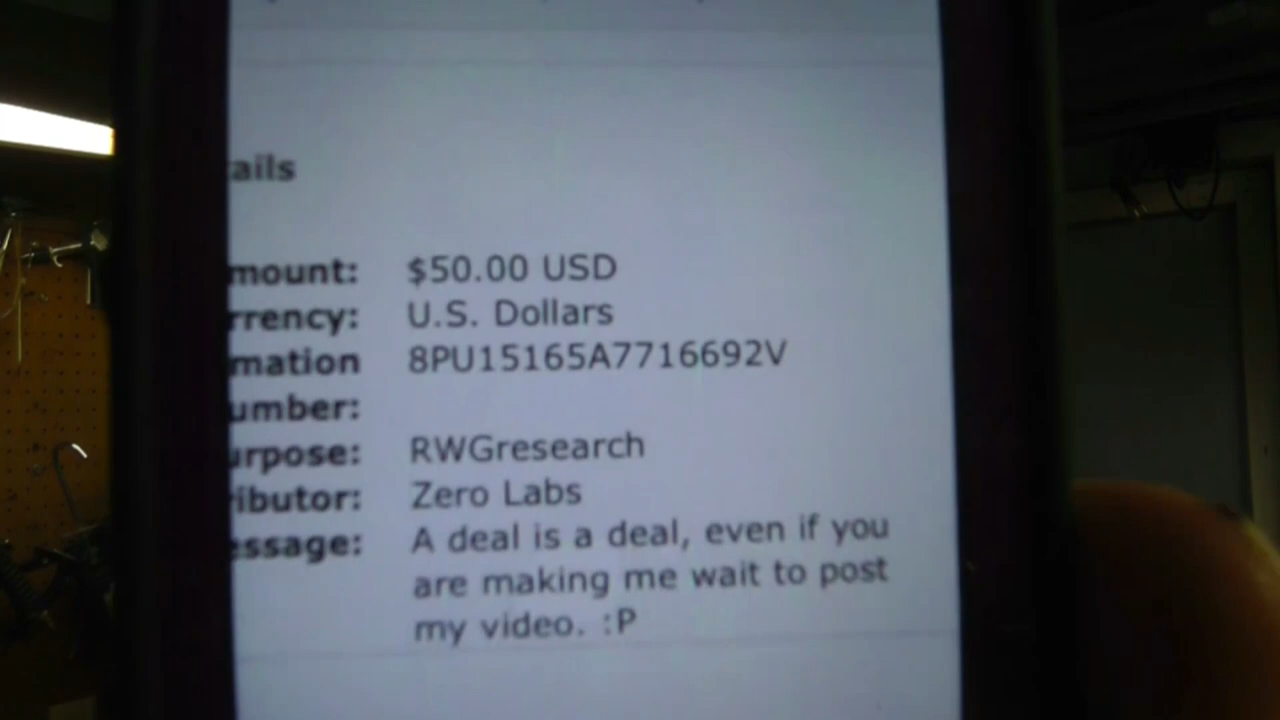 ails
mount: $50.00 USD
rrency: U.S. Dollars
mation 8PU15165A7716692V
umber:
urpose: RWGresearch
ributor: Zero Labs
essage: A deal is a deal, even if you
are making me wait to post
my video. :P